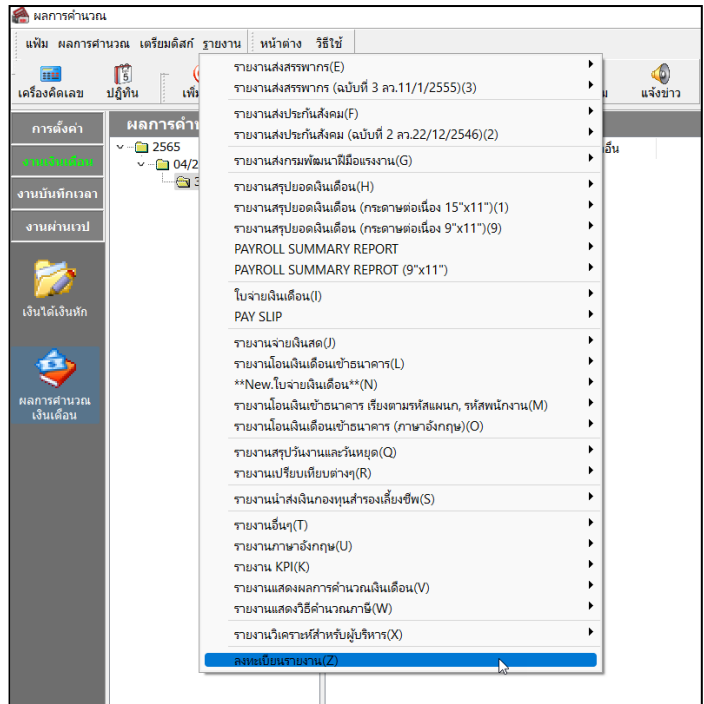 ผลการคำนวณ
แฟ้ม ผลการคำนวณ เตรียมดิสก์ รายงาน หน้าต่าง วิธีใช้
เครื่องคิดเลข ปฏิทิน แจ้งข่าว
การตั้งค่า
งานเงินเดือน
งานบันทึกเวลา
งานผ่านเวป
เงินได้เงินหัก
ผลการคำนวณ
เงินเดือน
2565
รายงานส่งสรรพากร(E)
รายงานส่งสรรพากร (ฉบับที่ 3 ลว.11/1/2555)(3)
รายงานส่งประกันสังคม(F)
รายงานส่งประกันสังคม (ฉบับที่ 2 ลว.22/12/2546)(2)
รายงานส่งกรมพัฒนาฝีมือแรงงาน(G)
รายงานสรุปยอดเงินเดือน(H)
รายงานสรุปยอดเงินเดือน (กระดาษต่อเนื่อง 15"x11")(1)
รายงานสรุปยอดเงินเดือน (กระดาษต่อเนื่อง 9"x11")(9)
PAYROLL SUMMARY REPORT
PAYROLL SUMMARY REPROT (9"x11")
ใบจ่ายเงินเดือน(I)
PAY SLIP
รายงานจ่ายเงินสด(J)
รายงานโอนเงินเดือนเข้าธนาคาร(L)
**New.ใบจ่ายเงินเดือน**(N)
รายงานโอนเงินเข้าธนาคาร เรียงตามรหัสแผนก, รหัสพนักงาน(M)
รายงานโอนเงินเดือนเข้าธนาคาร (ภาษาอังกฤษ)(O)
รายงานสรุปวันงานและวันหยุด(Q)
รายงานเปรียบเทียบต่างๆ(R)
รายงานนำส่งเงินกองทุนสำรองเลี้ยงชีพ(S)
รายงานอื่นๆ(T)
รายงานภาษาอังกฤษ(U)
รายงาน KPI(K)
รายงานแสดงผลการคำนวณเงินเดือน(V)
รายงานแสดงวิธีคำนวณภาษี(W)
รายงานวิเคราะห์สำหรับผู้บริหาร(X)
ลงทะเบียนรายงาน(Z)